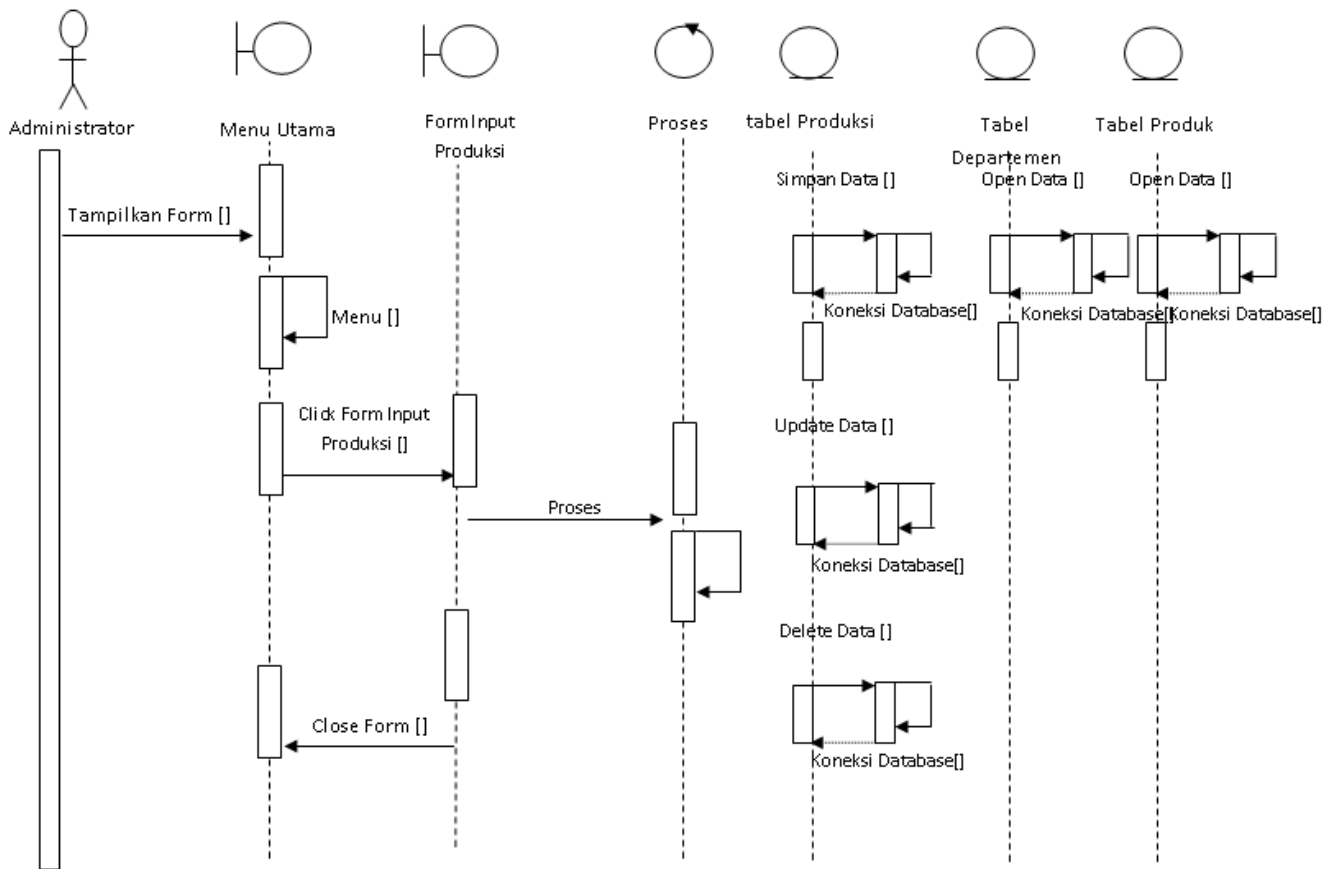 Administrator
Menu Utama
FormInput
Produksi
Proses
tabel Produksi
Tabel
Departemen
Tabel Produk
Simpan Data []
Open Data []
Open Data []
Tampilkan Form []
Koneksi Database[]
Koneksi Database[]
Koneksi Database[]
Menu []
Click Form Input
Produksi []
Update Data []
Proses
Koneksi Database[]
Delete Data []
Close Form []
Koneksi Database[]